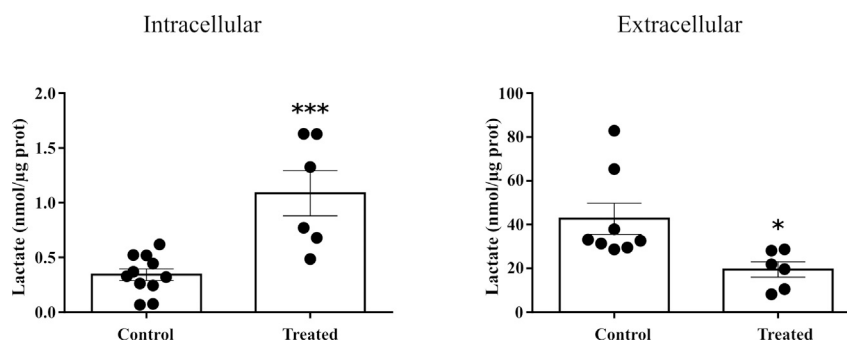 Intracellular
Extracellular
Lactate (nmol/µg prot)
2.0
1.5
1.0
0.5
0.0
***
Control
Treated
Lactate (nmol/µg prot)
100
80
60
40
20
0
*
Control
Treated